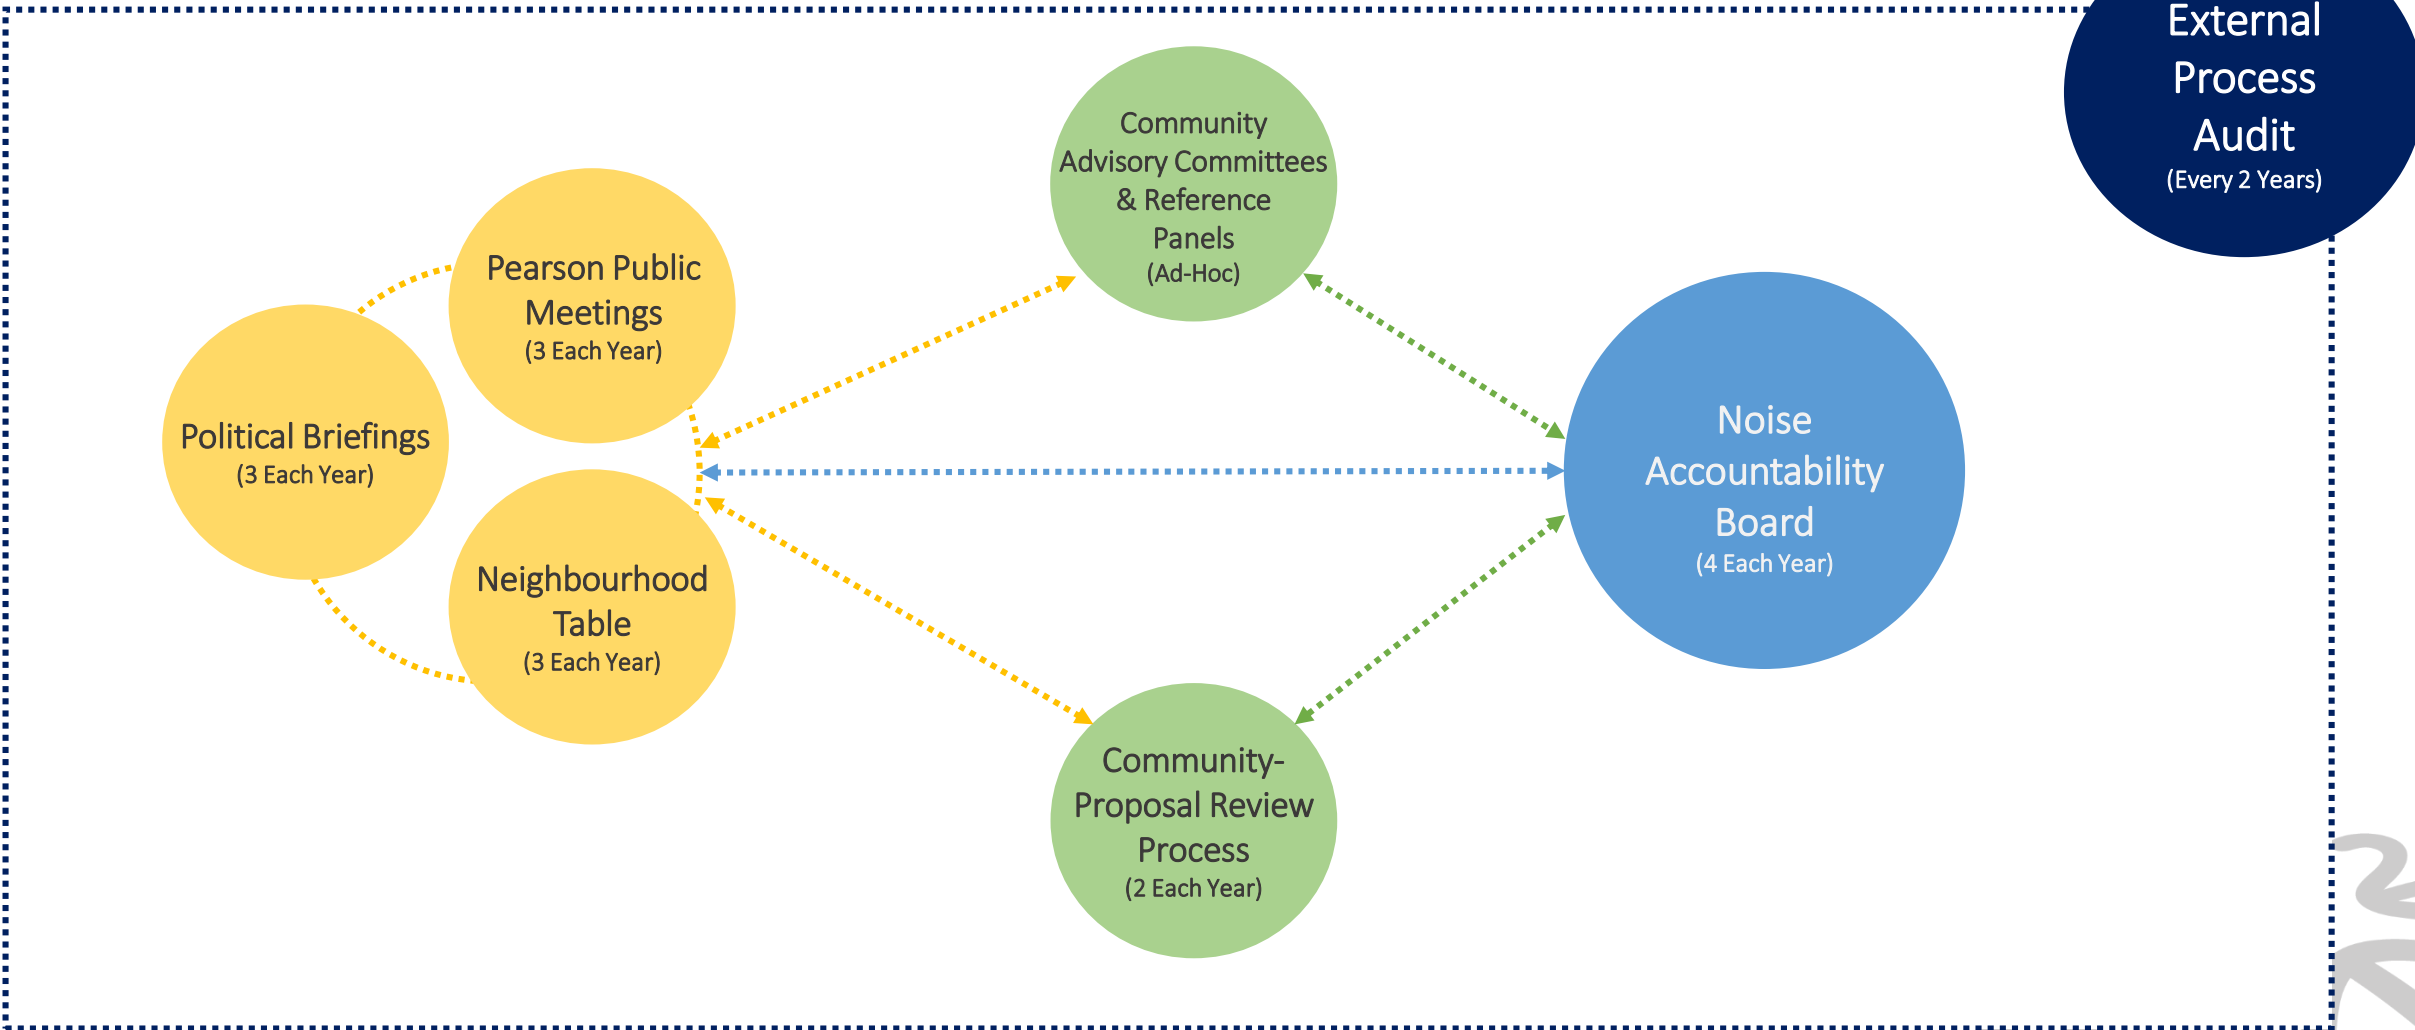 External
Process
Audit
(Every 2 Years)
Community
Advisory Committees
& Reference
Panels
(Ad-Hoc)
Pearson Public
Meetings
(3 Each Year)
Political Briefings
(3 Each Year)
Noise
Accountability
Board
(4 Each Year)
Neighbourhood
Table
(3 Each Year)
Community-
Proposal Review
Process
(2 Each Year)